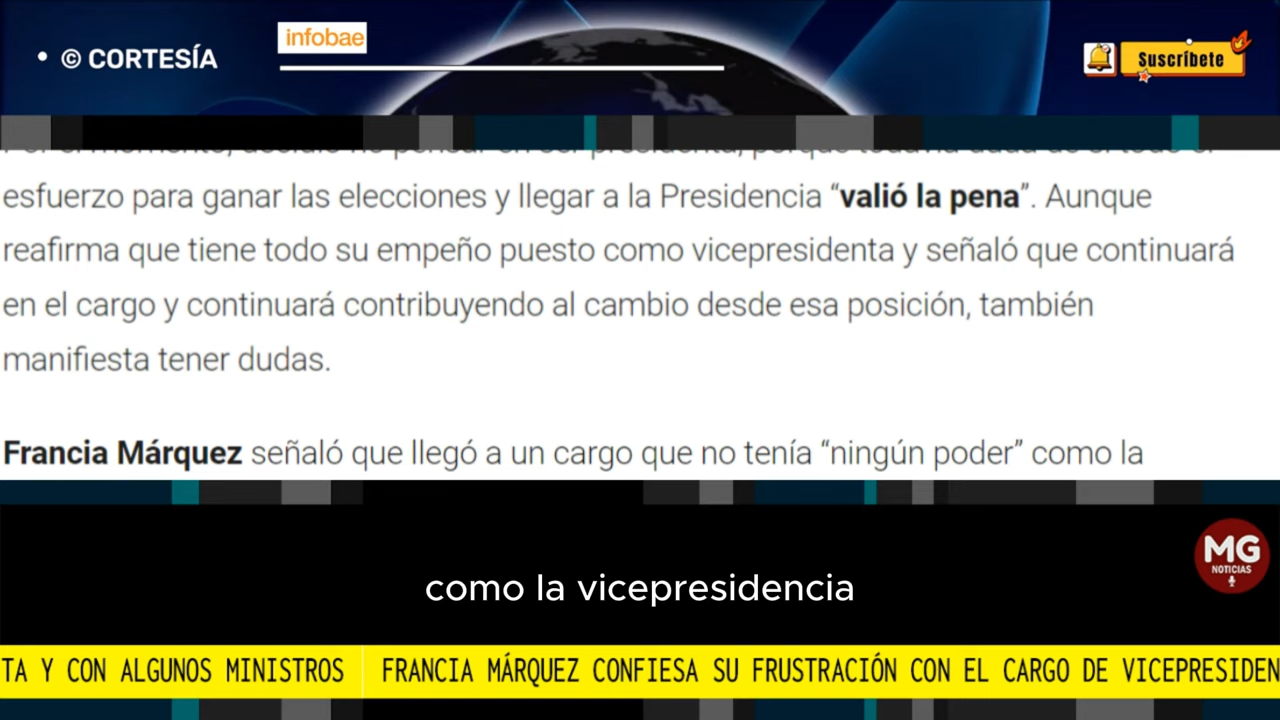 • © CORTESÍA
infobae
Suscríbete
esfuerzo para ganar las elecciones y llegar a la Presidencia “valió la pena”. Aunque
reafirma que tiene todo su empeño puesto como vicepresidenta y señaló que continuará
en el cargo y continuará contribuyendo al cambio desde esa posición, también
manifiesta tener dudas.
Francia Márquez señaló que llegó a un cargo que no tenía “ningún poder” como la
MG
NOTICIAS
como la vicepresidencia
TA Y CON ALGUNOS MINISTROS FRANCIA MÁRQUEZ CONFIESA SU FRUSTRACIÓN CON EL CARGO DE VICEPRESIDEN